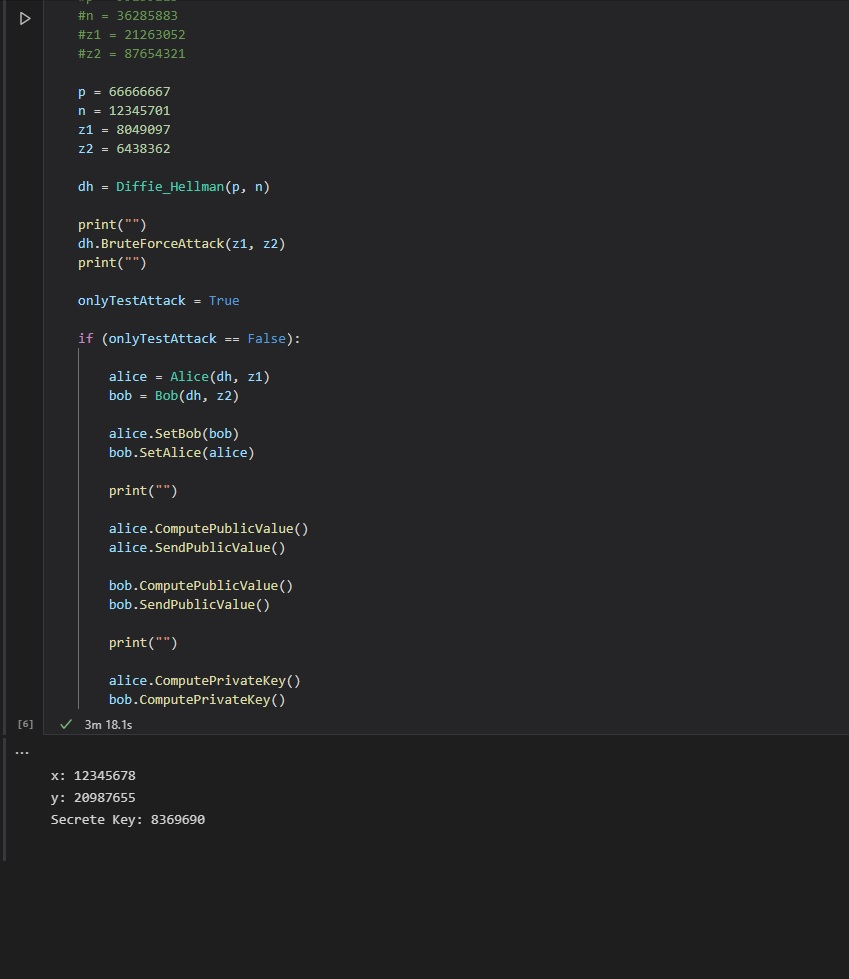 #n = 36285883
#z1 = 21263052
#z2 = 87654321
p = 66666667
n = 12345701
z1 = 8049097
z2 = 6438362
dh = Diffie_Hellman(p, n)
print("")
dh.BruteForceAttack(z1, z2)
print("")
onlyTestAttack = True
if (onlyTestAttack == False):
alice = Alice(dh, z1)
bob = Bob(dh, z2)
alice.SetBob(bob)
bob.SetAlice(alice)
print("")
alice.ComputePublicValue()
alice.SendPublicValue()
bob.ComputePublicValue()
bob.SendPublicValue()
print("")
alice.ComputePrivateKey()
bob.ComputePrivateKey()
[6] 3m 18.1s
...
x: 12345678
y: 20987655
Secrete Key: 8369690